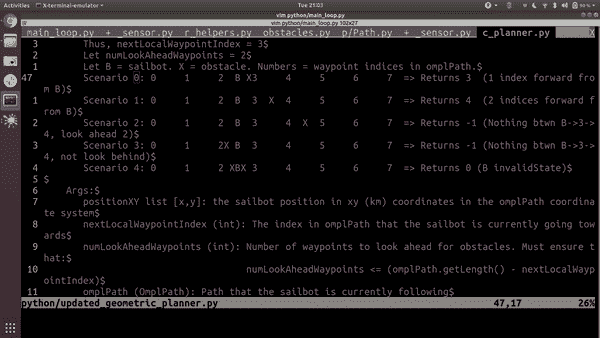 Activities X-terminal-emulator Tue 21:03
vim python/main_loop.py
vim python/main_loop.py 102x27
main_loop.py + _sensor.py r_helpers.py obstacles.py p/Path.py + _sensor.py c_planner.py X
3 Thus, nextLocalWaypointIndex = 3$
2 Let numLookAheadWaypoints = 2$
1 Let B = sailbot. X = obstacle. Numbers = waypoint indices in omplPath.$
47 Scenario 0: 0 1 2 B X3 4 5 6 7 => Returns 3 (1 index forward fro
m B)$
1 Scenario 1: 0 1 2 B 3 X 4 5 6 7 => Returns 4 (2 indices forward f
rom B)$
2 Scenario 2: 0 1 2 B 3 4 X 5 6 7 => Returns -1 (Nothing btwn B->3->
4, look ahead 2)$
3 Scenario 3: 0 1 2X B 3 4 5 6 7 => Returns -1 (Nothing btwn B->3->
4, not look behind)$
4 Scenario 4: 0 1 2 XBX 3 4 5 6 7 => Returns 0 (B invalidState)$
5 $
6 Args:$
7 positionXY list [x,y]: the sailbot position in xy (km) coordinates in the omplPath coordina
te system$
8 nextLocalWaypointIndex (int): The index in omplPath that the sailbot is currently going tow
ards$
9 numLookAheadWaypoints (int): Number of waypoints to look ahead for obstacles. Must ensure t
hat:$
10 numLookAheadWaypoints <= (omplPath.getLength() - nextLocalWayp
ointIndex)$
11 omplPath (OmplPath): Path that the sailbot is currently following$
python/updated_geometric_planner.py 47,17 26%